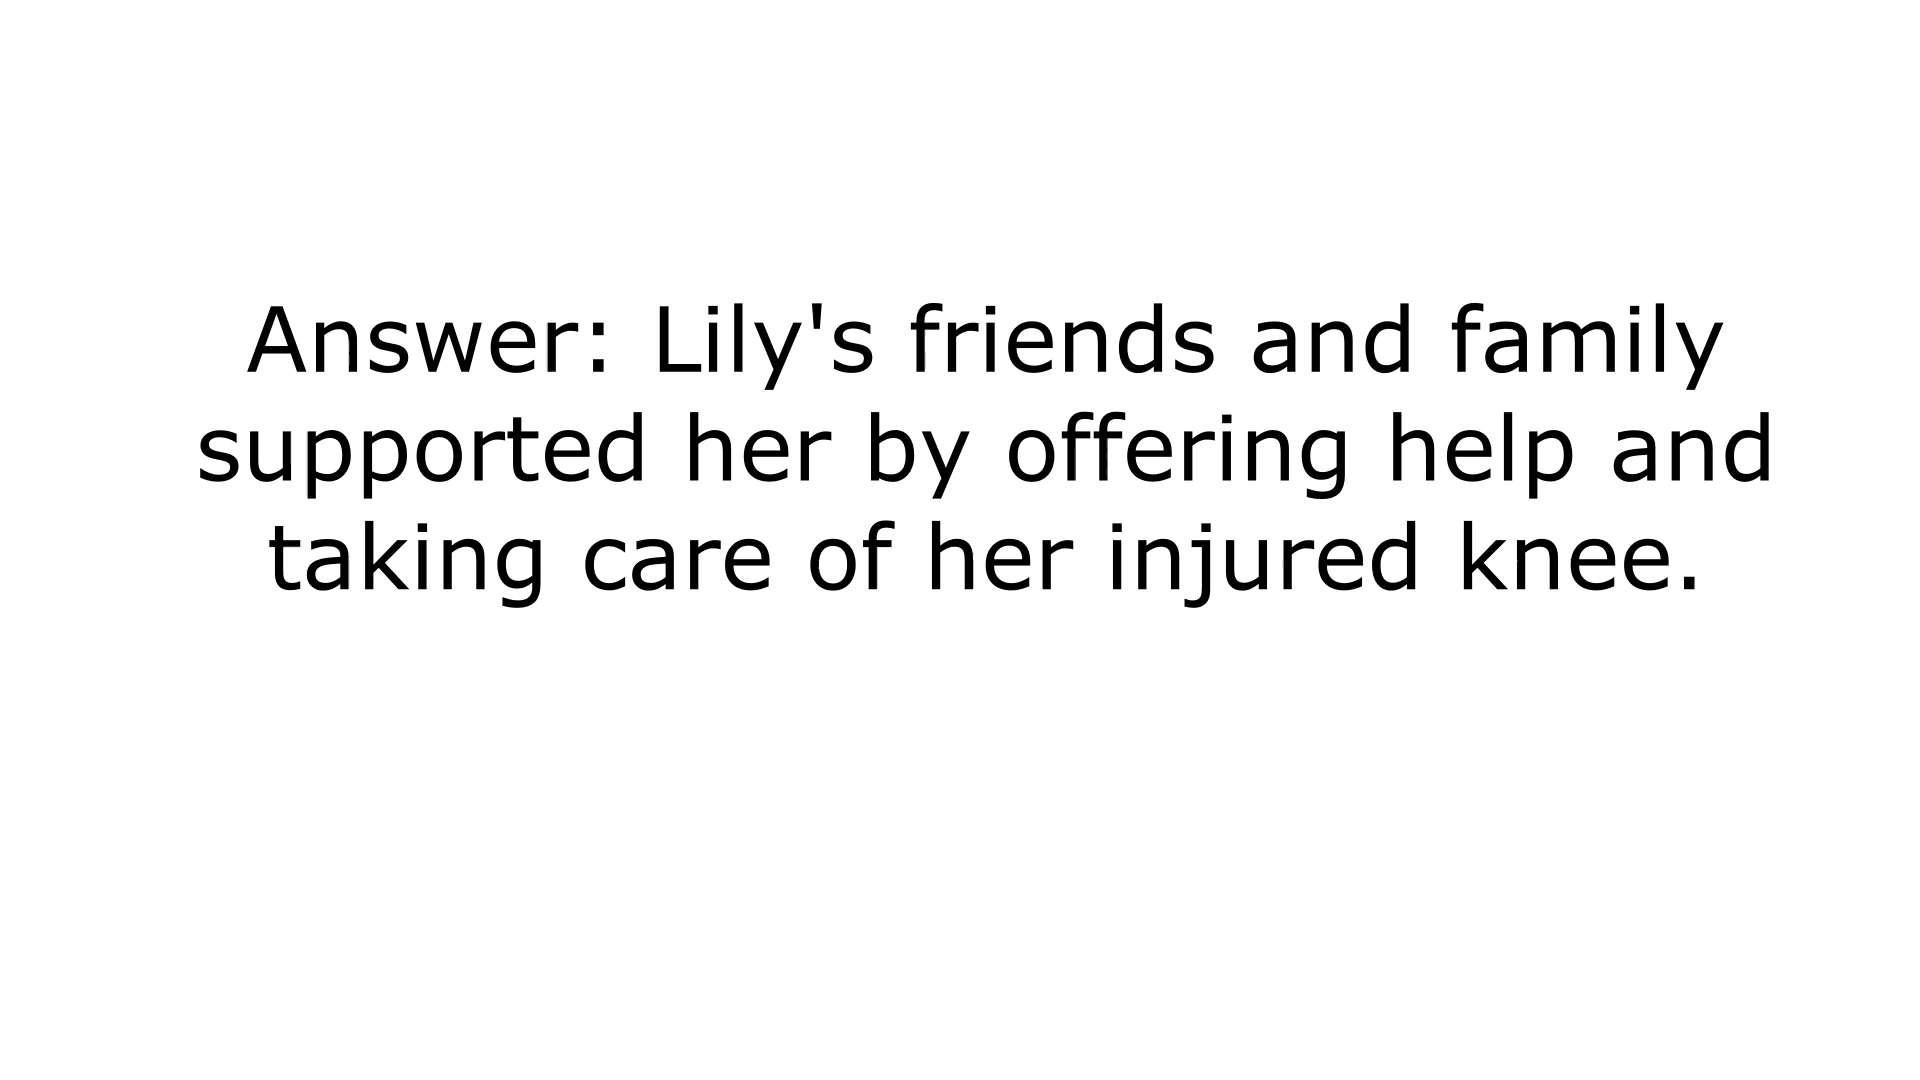 Answer: Lily's friends and family
supported her by offering help and
taking care of her injured knee.